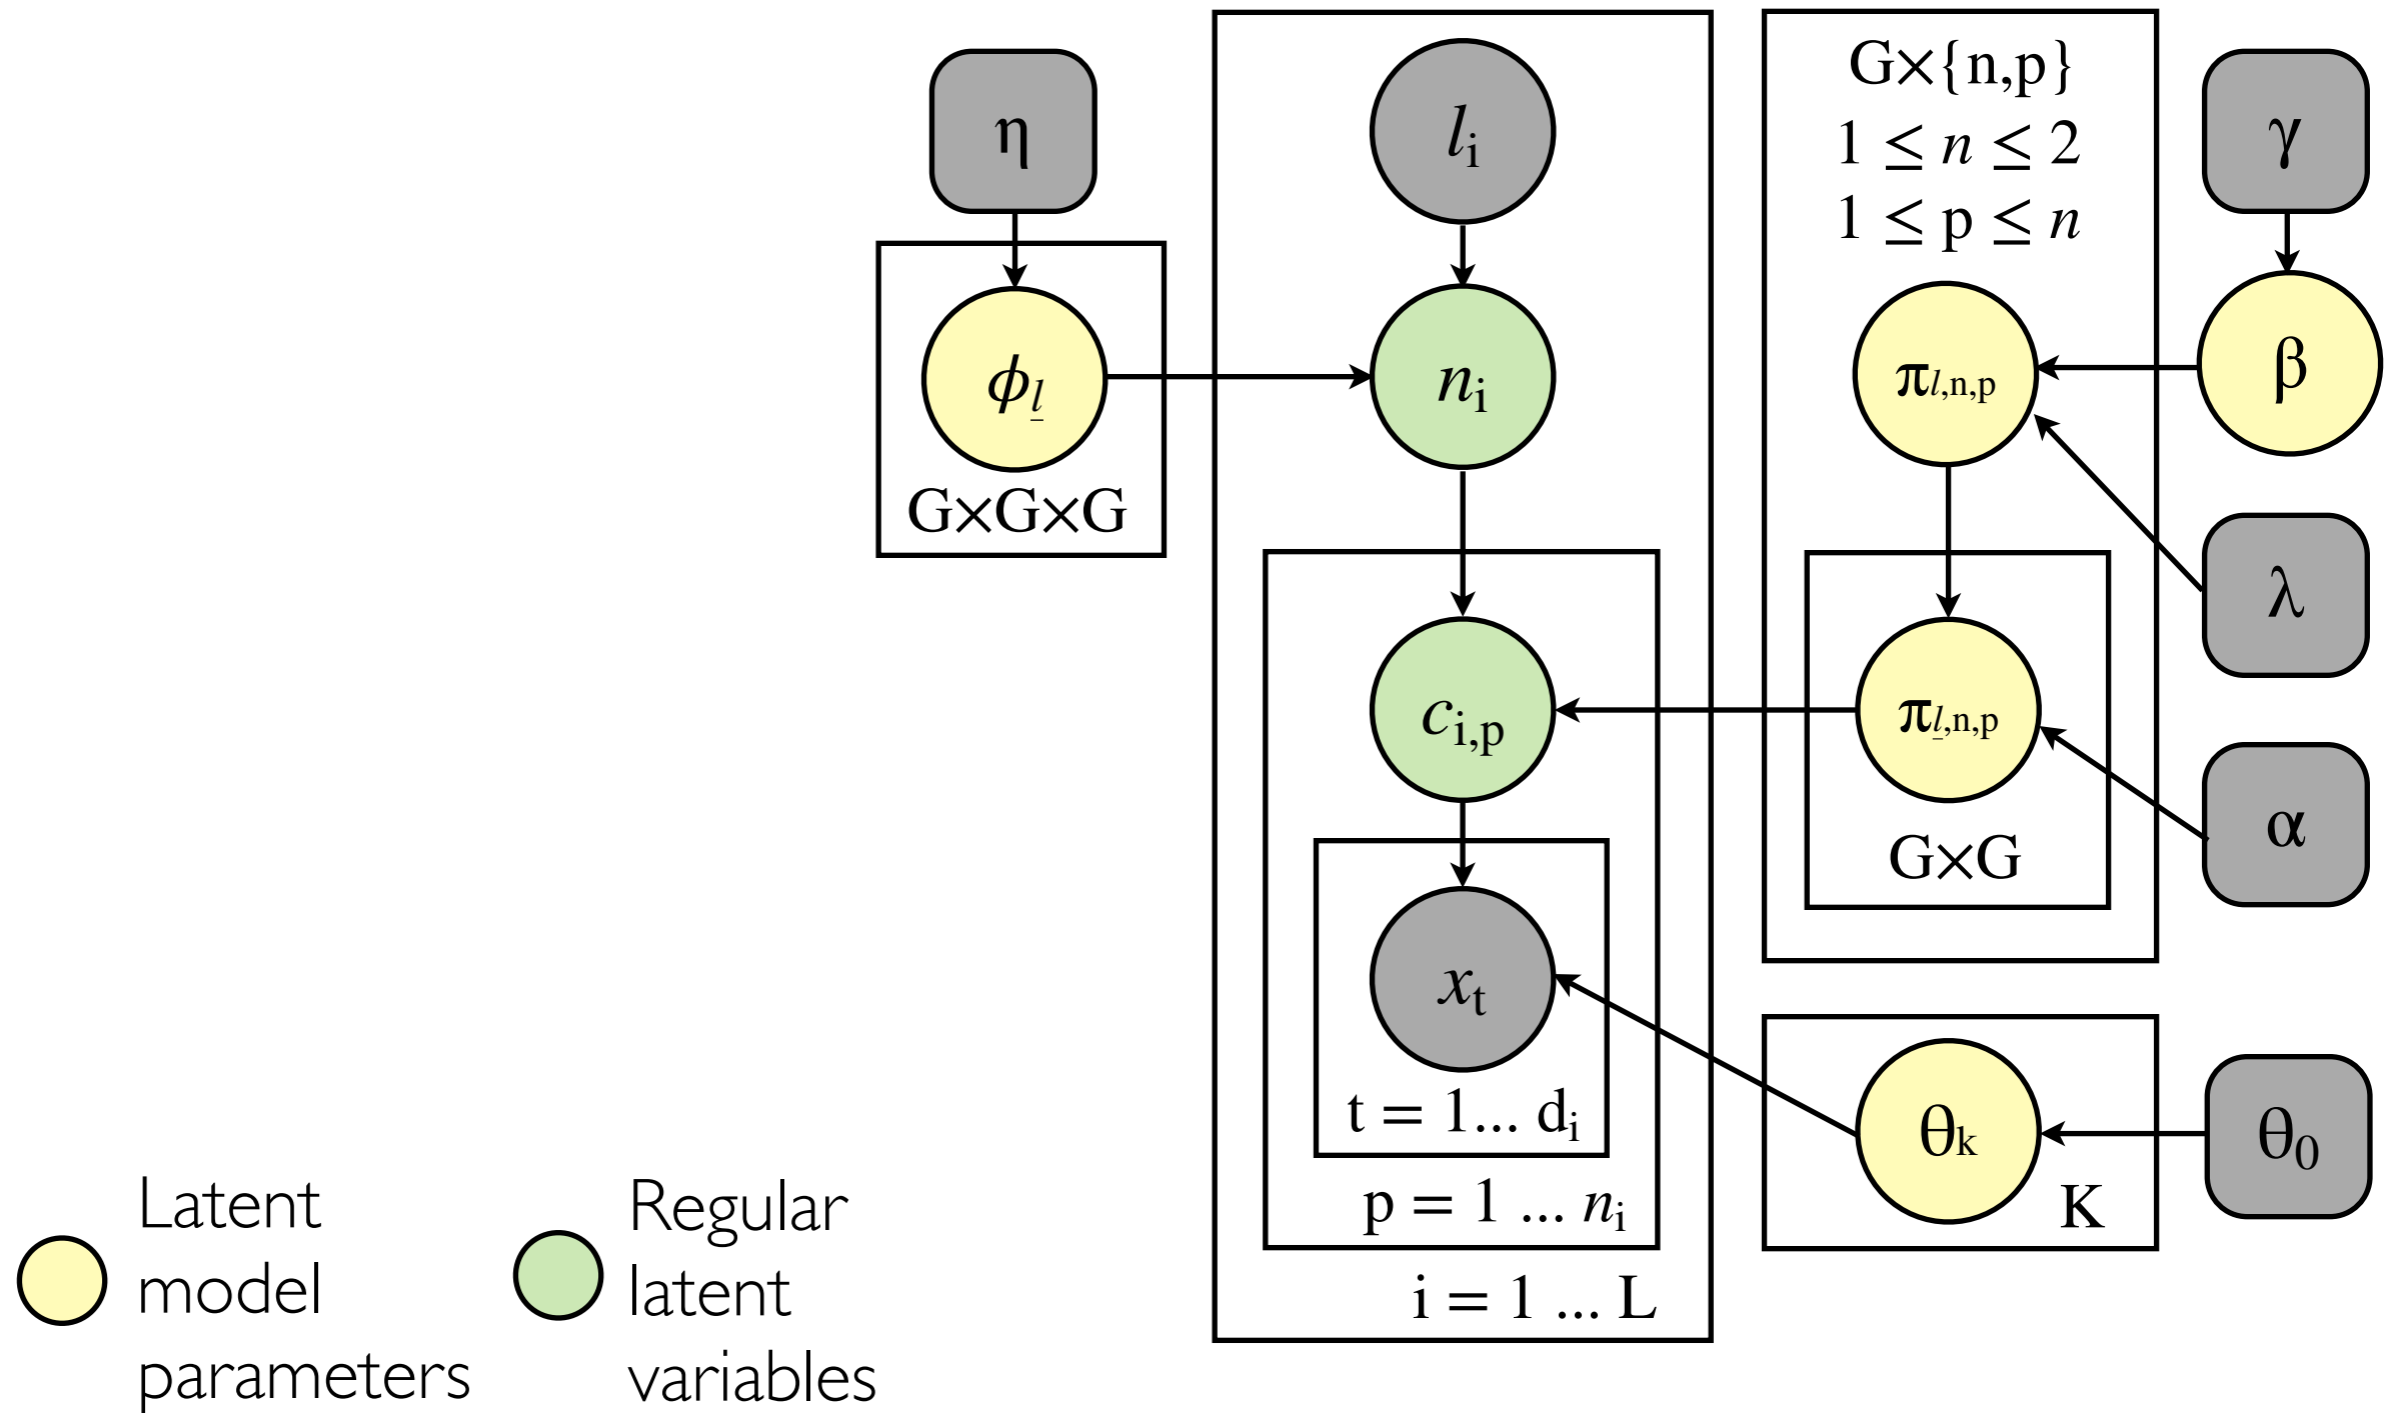 η
l_i
G×{n,p}
1 ≤ n ≤ 2
1 ≤ p ≤ n
γ
ϕ_l̲
G×G×G
n_i
π_l,n,p
β
λ
c_i,p
π_l̲,n,p
G×G
α
x_t
t = 1... d_i
p = 1 ... n_i
i = 1 ... L
θ_k
K
θ_0
Latent
model
parameters
Regular
latent
variables